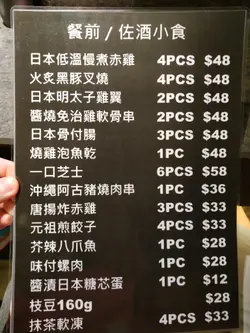 餐前 / 佐酒小食
日本低溫慢煮赤雞 4PCS $48
火炙黑豚叉燒 4PCS $48
日本明太子雞翼 2PCS $48
醬燒免治雞軟骨串 2PCS $48
日本骨付腸 3PCS $48
燒雞泡魚乾 1PC $48
一口芝士 6PCS $58
沖繩阿古豬燒肉串 1PC $36
唐揚炸赤雞 3PCS $33
元祖煎餃子 4PCS $33
芥辣八爪魚 1PC $28
味付螺肉 1PC $28
醬漬日本糖芯蛋 1PC $12
枝豆160g $28
抹茶軟凍 4PCS $33